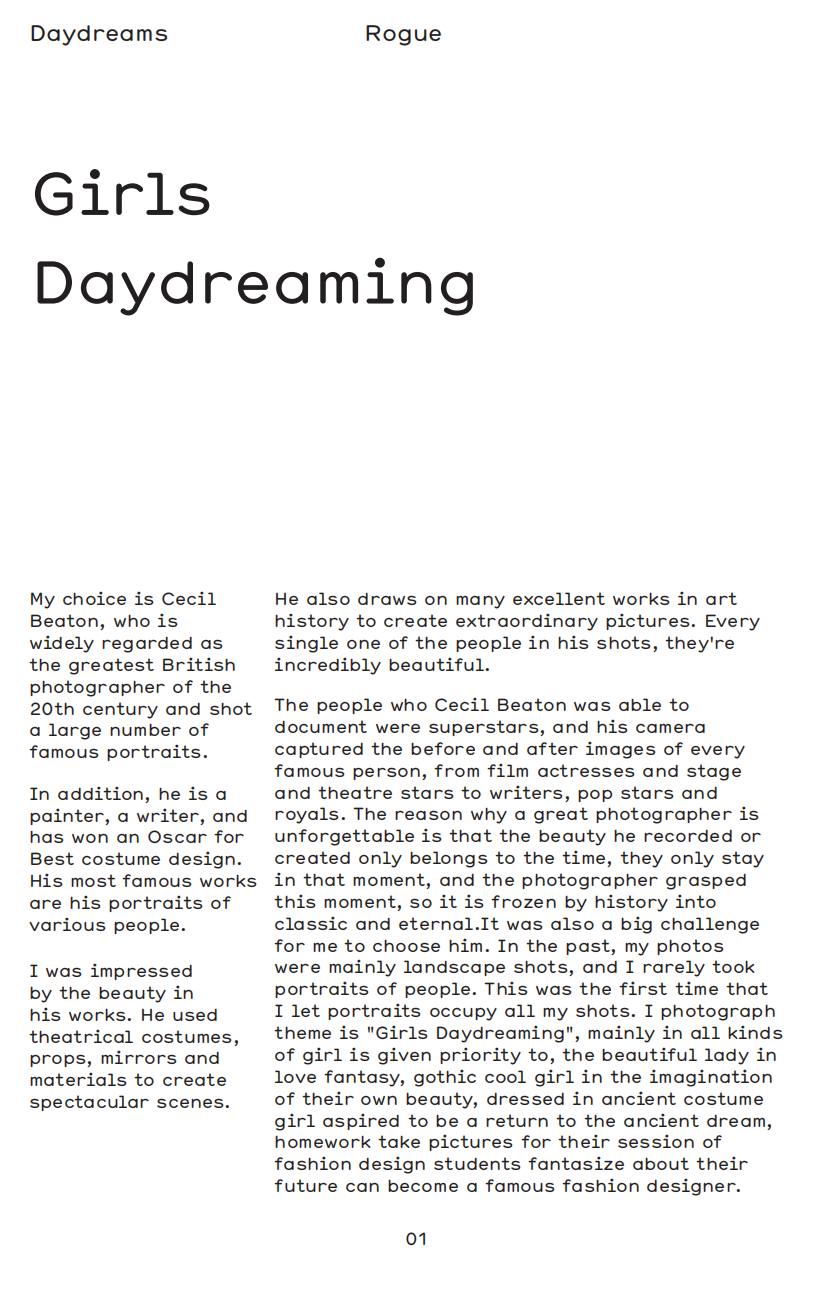 Daydreams
Rogue
Girls
Daydreaming
My choice is Cecil
Beaton, who is
widely regarded as
the greatest British
photographer of the
20th century and shot
a large number of
famous portraits.
In addition, he is a
painter, a writer, and
has won an Oscar for
Best costume design.
His most famous works
are his portraits of
various people.
I was impressed
by the beauty in
his works. He used
theatrical costumes,
props, mirrors and
materials to create
spectacular scenes.
He also draws on many excellent works in art
history to create extraordinary pictures. Every
single one of the people in his shots, they're
incredibly beautiful.
The people who Cecil Beaton was able to
document were superstars, and his camera
captured the before and after images of every
famous person, from film actresses and stage
and theatre stars to writers, pop stars and
royals. The reason why a great photographer is
unforgettable is that the beauty he recorded or
created only belongs to the time, they only stay
in that moment, and the photographer grasped
this moment, so it is frozen by history into
classic and eternal.It was also a big challenge
for me to choose him. In the past, my photos
were mainly landscape shots, and I rarely took
portraits of people. This was the first time that
I let portraits occupy all my shots. I photograph
theme is "Girls Daydreaming", mainly in all kinds
of girl is given priority to, the beautiful lady in
love fantasy, gothic cool girl in the imagination
of their own beauty, dressed in ancient costume
girl aspired to be a return to the ancient dream,
homework take pictures for their session of
fashion design students fantasize about their
future can become a famous fashion designer.
01